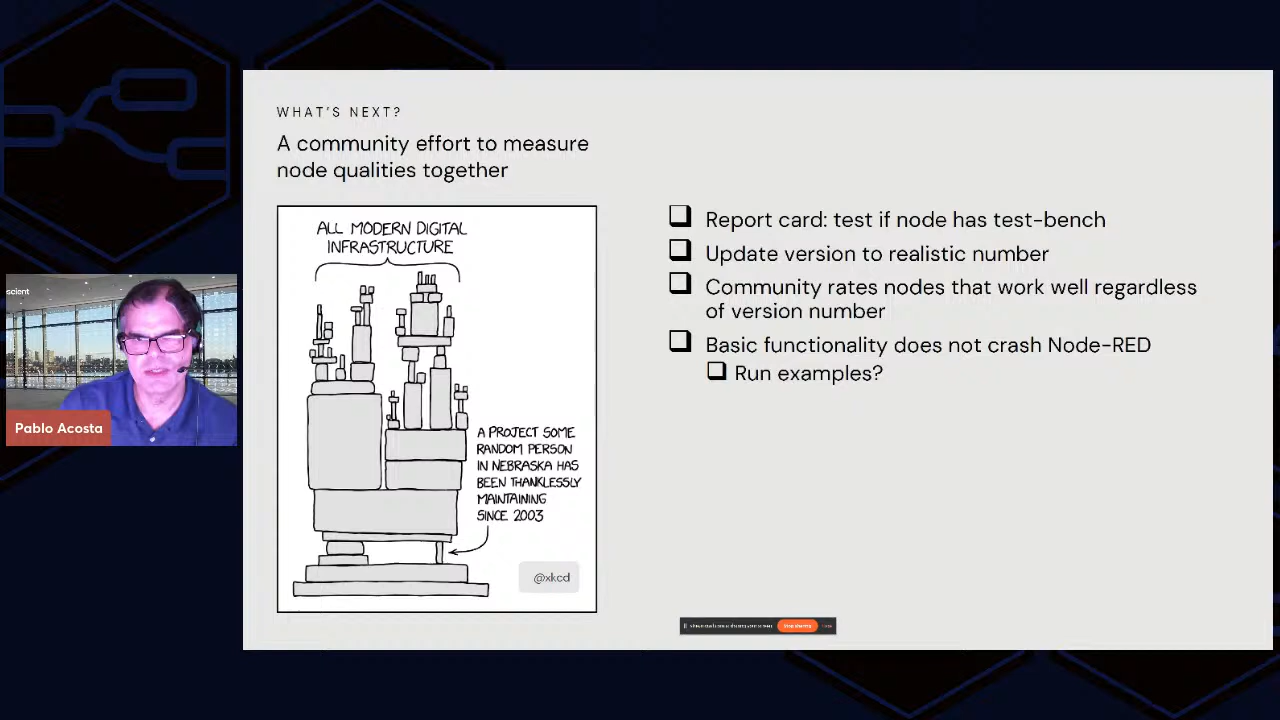 WHAT'S NEXT?
A community effort to measure
node qualities together
ALL MODERN DIGITAL
INFRASTRUCTURE
A PROJECT SOME
RANDOM PERSON
IN NEBRASKA HAS
BEEN THANKLESSLY
MAINTAINING
SINCE 2003
@xkcd
Report card: test if node has test-bench
Update version to realistic number
Community rates nodes that work well regardless
of version number
Basic functionality does not crash Node-RED
Run examples?
scient
Pablo Acosta
Stop sharing